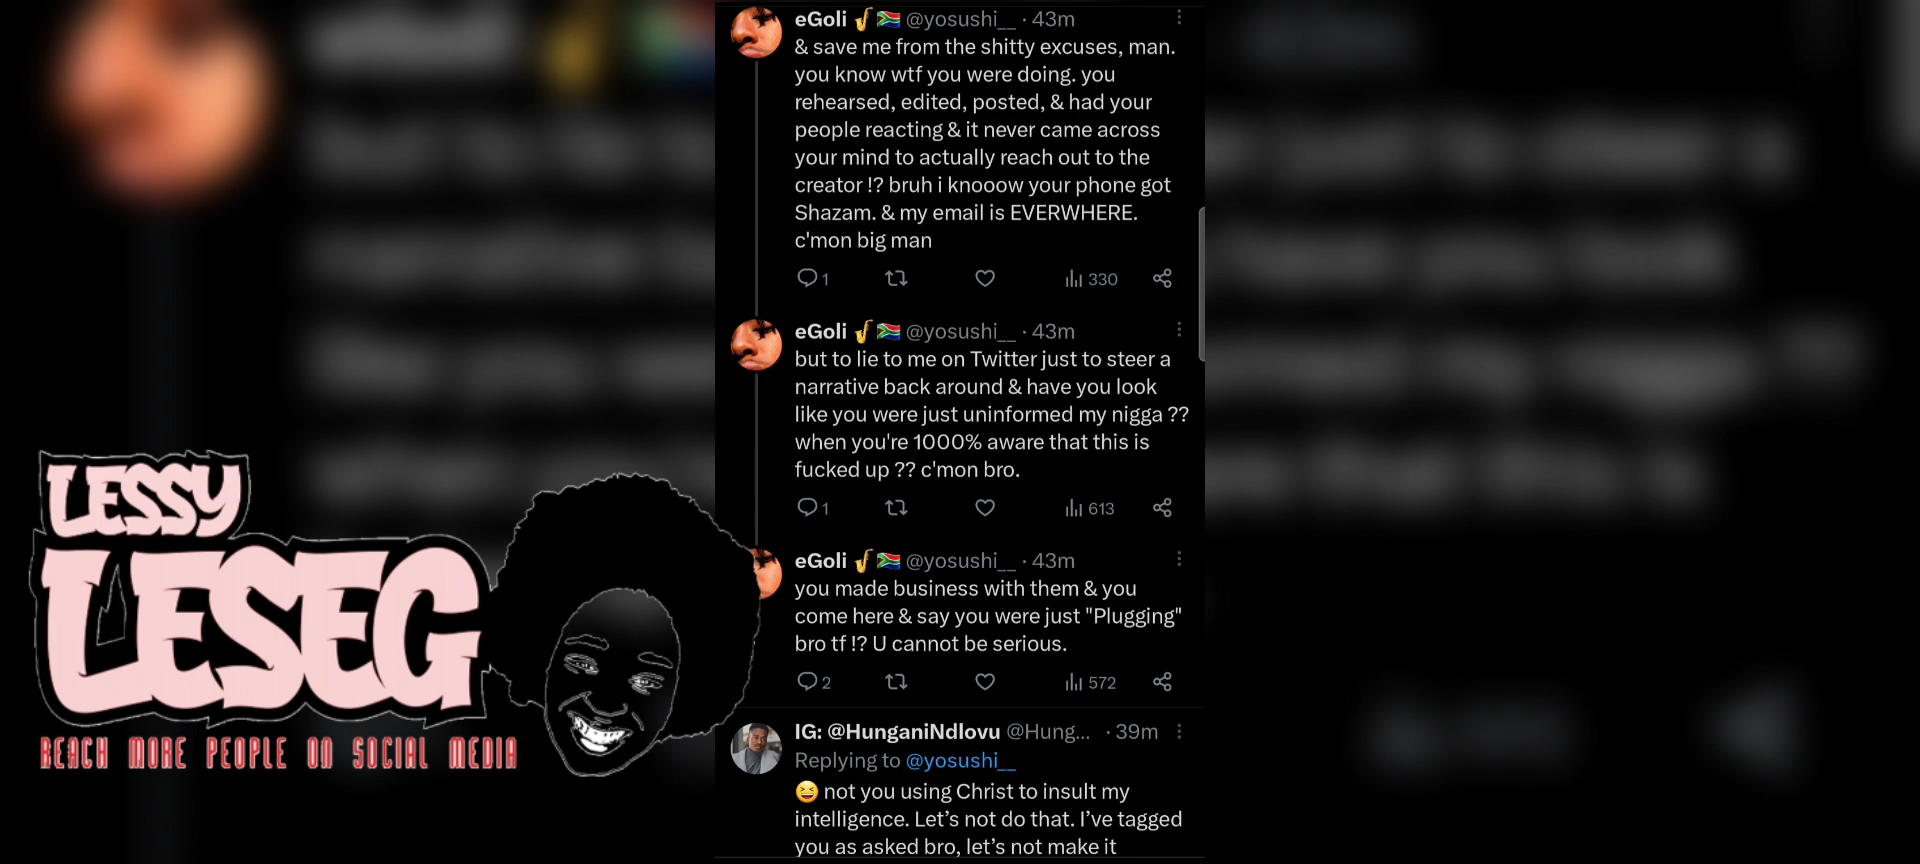 eGoli 🎷🇿🇦 @yosushi__ · 43m
& save me from the shitty excuses, man.
you know wtf you were doing. you
rehearsed, edited, posted, & had your
people reacting & it never came across
your mind to actually reach out to the
creator !? bruh i knooow your phone got
Shazam. & my email is EVERWHERE.
c'mon big man
1 330
eGoli 🎷🇿🇦 @yosushi__ · 43m
but to lie to me on Twitter just to steer a
narrative back around & have you look
like you were just uninformed my nigga ??
when you're 1000% aware that this is
fucked up ?? c'mon bro.
1 613
eGoli 🎷🇿🇦 @yosushi__ · 43m
you made business with them & you
come here & say you were just "Plugging"
bro tf !? U cannot be serious.
2 572
IG: @HunganiNdlovu @Hung... · 39m
Replying to @yosushi__
😆 not you using Christ to insult my
intelligence. Let's not do that. I've tagged
you as asked bro, let's not make it
LESSY
LESEG
REACH MORE PEOPLE ON SOCIAL MEDIA